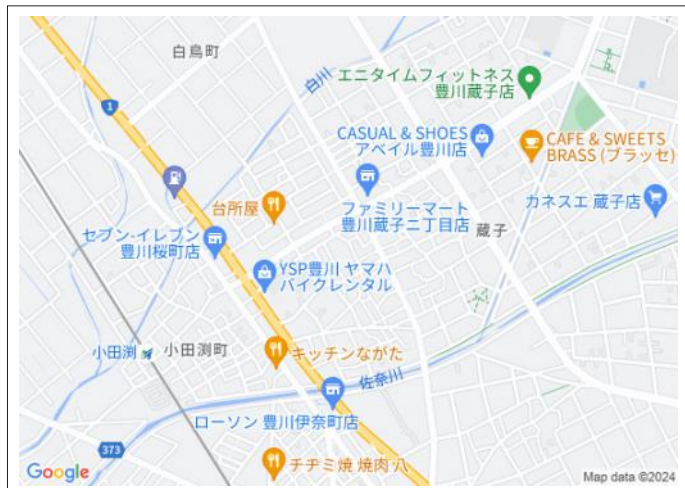 白鳥町
エニタイムフィットネス
豊川蔵子店
白川
1
CASUAL & SHOES
アベイル豊川店
CAFE & SWEETS
BRASS (ブラッセ)
台所屋
ファミリーマート
豊川蔵子二丁目店
カネスエ 蔵子店
蔵子
セブン-イレブン
豊川桜町店
YSP豊川 ヤマハ
バイクレンタル
小田渕
小田渕町
キッチンながた
佐奈川
ローソン 豊川伊奈町店
373
チヂミ焼 焼肉 八
Google
Map data ©2024